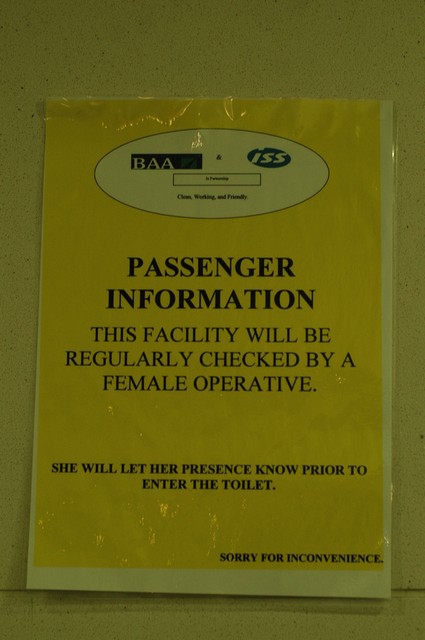 BAA & ISS
In Partnership
Clean, Working, and Friendly
PASSENGER
INFORMATION
THIS FACILITY WILL BE
REGULARLY CHECKED BY A
FEMALE OPERATIVE.
SHE WILL LET HER PRESENCE KNOW PRIOR TO
ENTER THE TOILET.
SORRY FOR INCONVENIENCE.